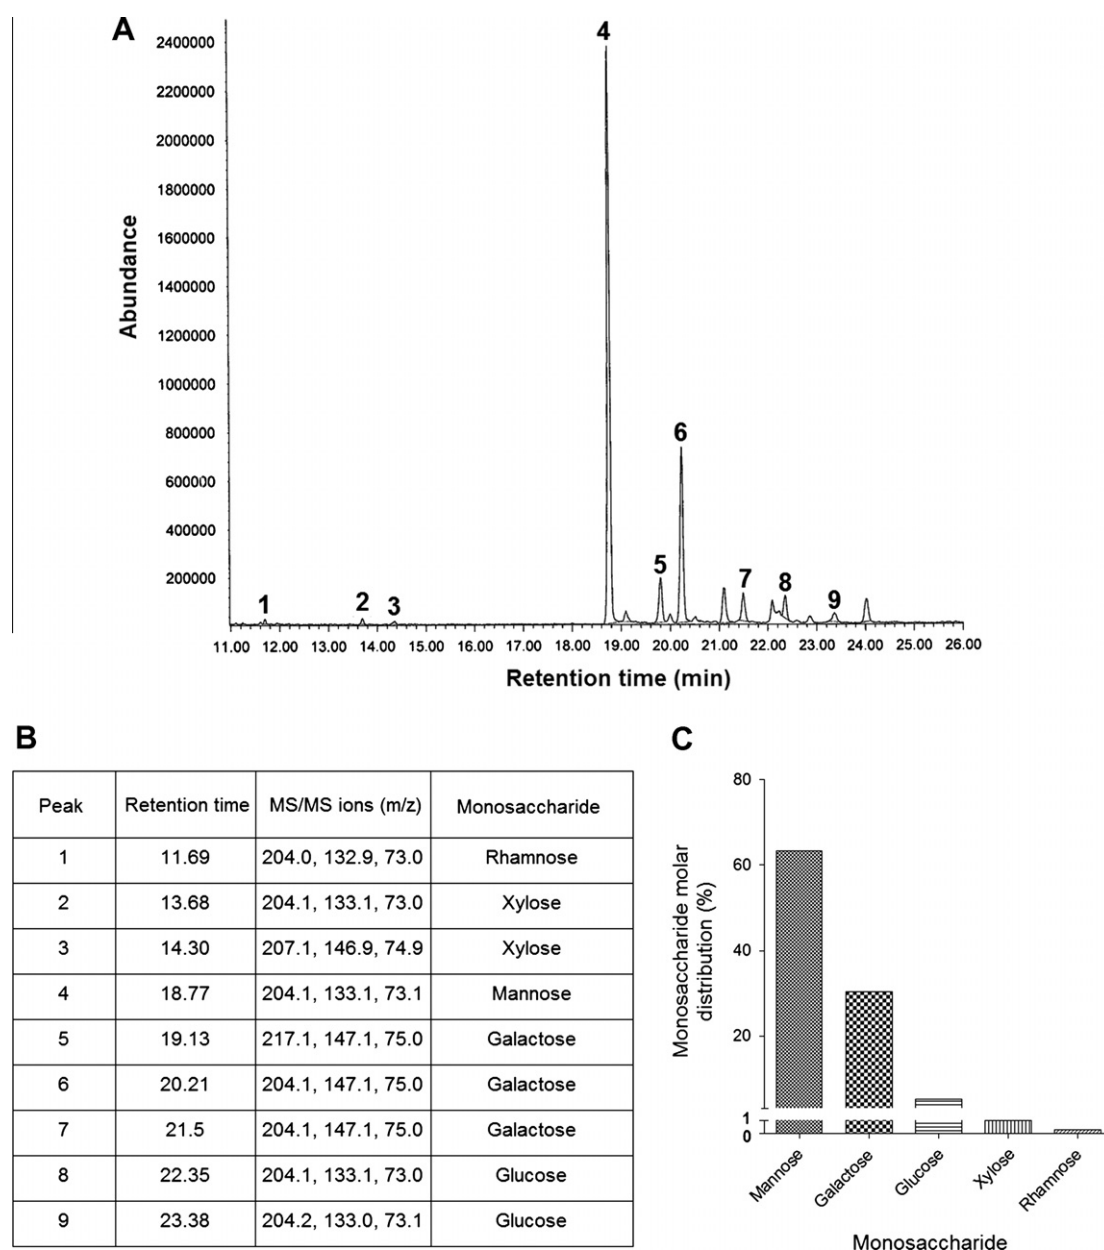 A
4
2400000
2200000
2000000
1800000
1600000
1400000
1200000
1000000
800000
600000
400000
200000
Abundance
6
5
7
8
9
1
2
3
11.00 12.00 13.00 14.00 15.00 16.00 17.00 18.00 19.00 20.00 21.00 22.00 23.00 24.00 25.00 26.00
Retention time (min)
B
Peak Retention time MS/MS ions (m/z) Monosaccharide
1 11.69 204.0, 132.9, 73.0 Rhamnose
2 13.68 204.1, 133.1, 73.0 Xylose
3 14.30 207.1, 146.9, 74.9 Xylose
4 18.77 204.1, 133.1, 73.1 Mannose
5 19.13 217.1, 147.1, 75.0 Galactose
6 20.21 204.1, 147.1, 75.0 Galactose
7 21.5 204.1, 147.1, 75.0 Galactose
8 22.35 204.1, 133.1, 73.0 Glucose
9 23.38 204.2, 133.0, 73.1 Glucose
C
Monosaccharide molar
distribution (%)
80
60
40
20
1
0
Mannose
Galactose
Glucose
Xylose
Rhamnose
Monosaccharide